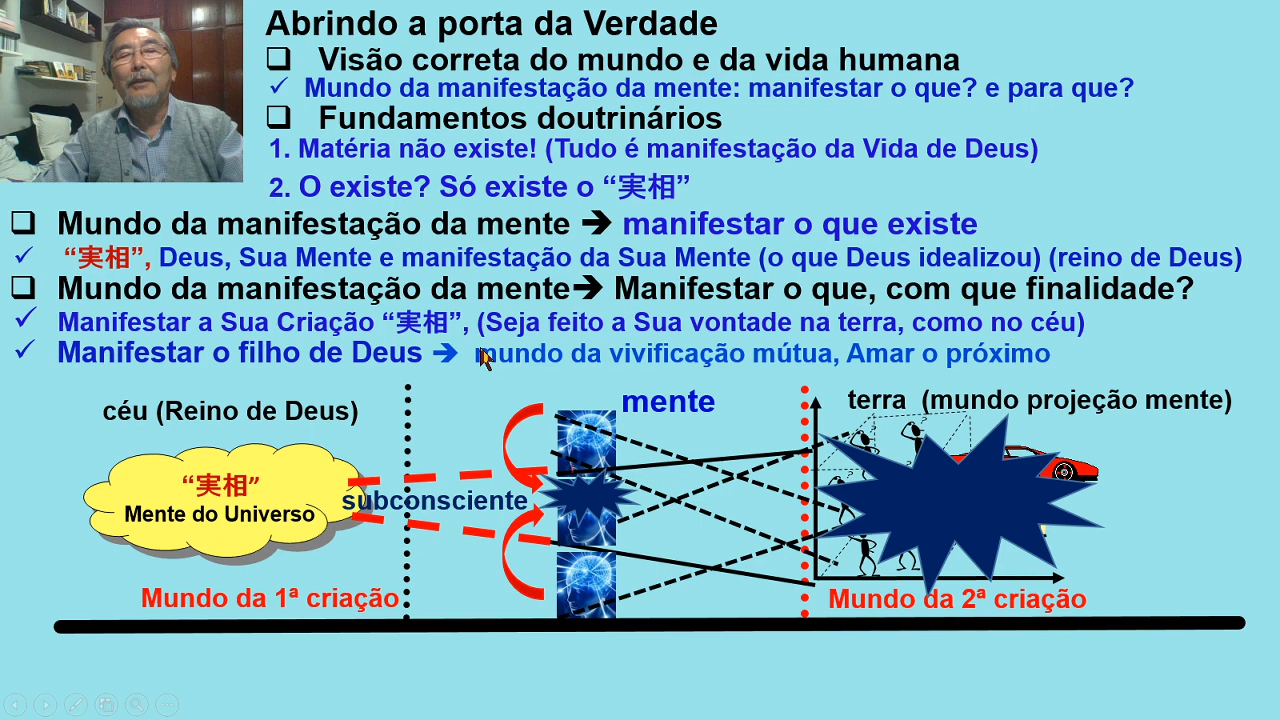 Abrindo a porta da Verdade
Visão correta do mundo e da vida humana
Mundo da manifestação da mente: manifestar o que? e para que?
Fundamentos doutrinários
1. Matéria não existe! (Tudo é manifestação da Vida de Deus)
2. O existe? Só existe o “実相”
Mundo da manifestação da mente ➔ manifestar o que existe
“実相”, Deus, Sua Mente e manifestação da Sua Mente (o que Deus idealizou) (reino de Deus)
Mundo da manifestação da mente➔ Manifestar o que, com que finalidade?
Manifestar a Sua Criação “実相”, (Seja feito a Sua vontade na terra, como no céu)
Manifestar o filho de Deus ➔ mundo da vivificação mútua, Amar o próximo
céu (Reino de Deus)
mente
terra (mundo projeção mente)
“実相”
Mente do Universo
subconsciente
Mundo da 1ª criação
Mundo da 2ª criação